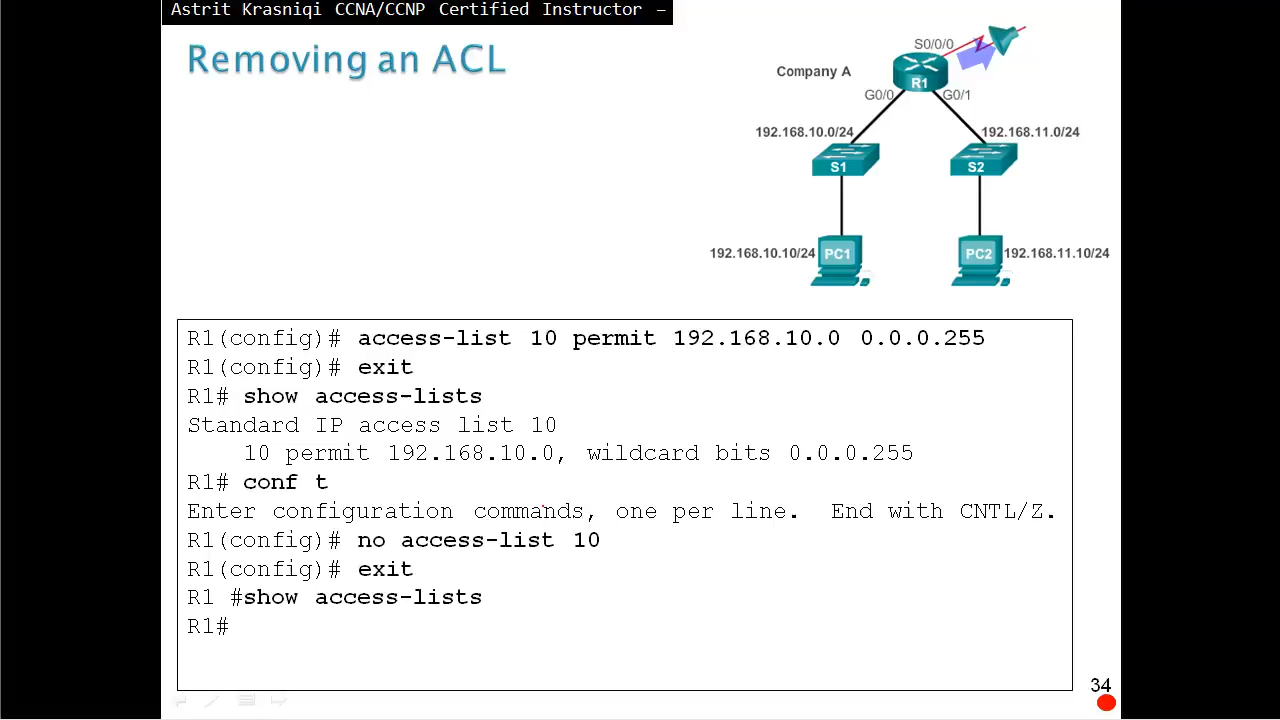 Astrit Krasniqi CCNA/CCNP Certified Instructor –
Removing an ACL
S0/0/0
Company A
R1
G0/0
G0/1
192.168.10.0/24
192.168.11.0/24
S1
S2
192.168.10.10/24
PC1
PC2
192.168.11.10/24
R1(config)# access-list 10 permit 192.168.10.0 0.0.0.255
R1(config)# exit
R1# show access-lists
Standard IP access list 10
10 permit 192.168.10.0, wildcard bits 0.0.0.255
R1# conf t
Enter configuration commands, one per line. End with CNTL/Z.
R1(config)# no access-list 10
R1(config)# exit
R1 #show access-lists
R1#
34